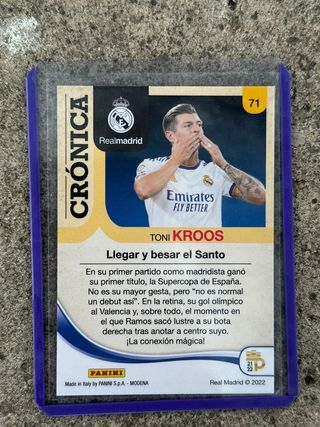 CRÓNICA
71
Realmadrid
Emirates
FLY BETTER
TONI KROOS
Llegar y besar el Santo
En su primer partido como madridista ganó
su primer título, la Supercopa de España.
No es su mayor gesta, pero "no es normal
un debut así". En la retina, su gol olímpico
al Valencia y, sobre todo, el momento en
el que Ramos sacó lustre a su bota
derecha tras anotar a centro suyo.
¡La conexión mágica!
PANINI
Made in Italy by PANINI S.p.A. - MODENA
21
22
Real Madrid © 2022